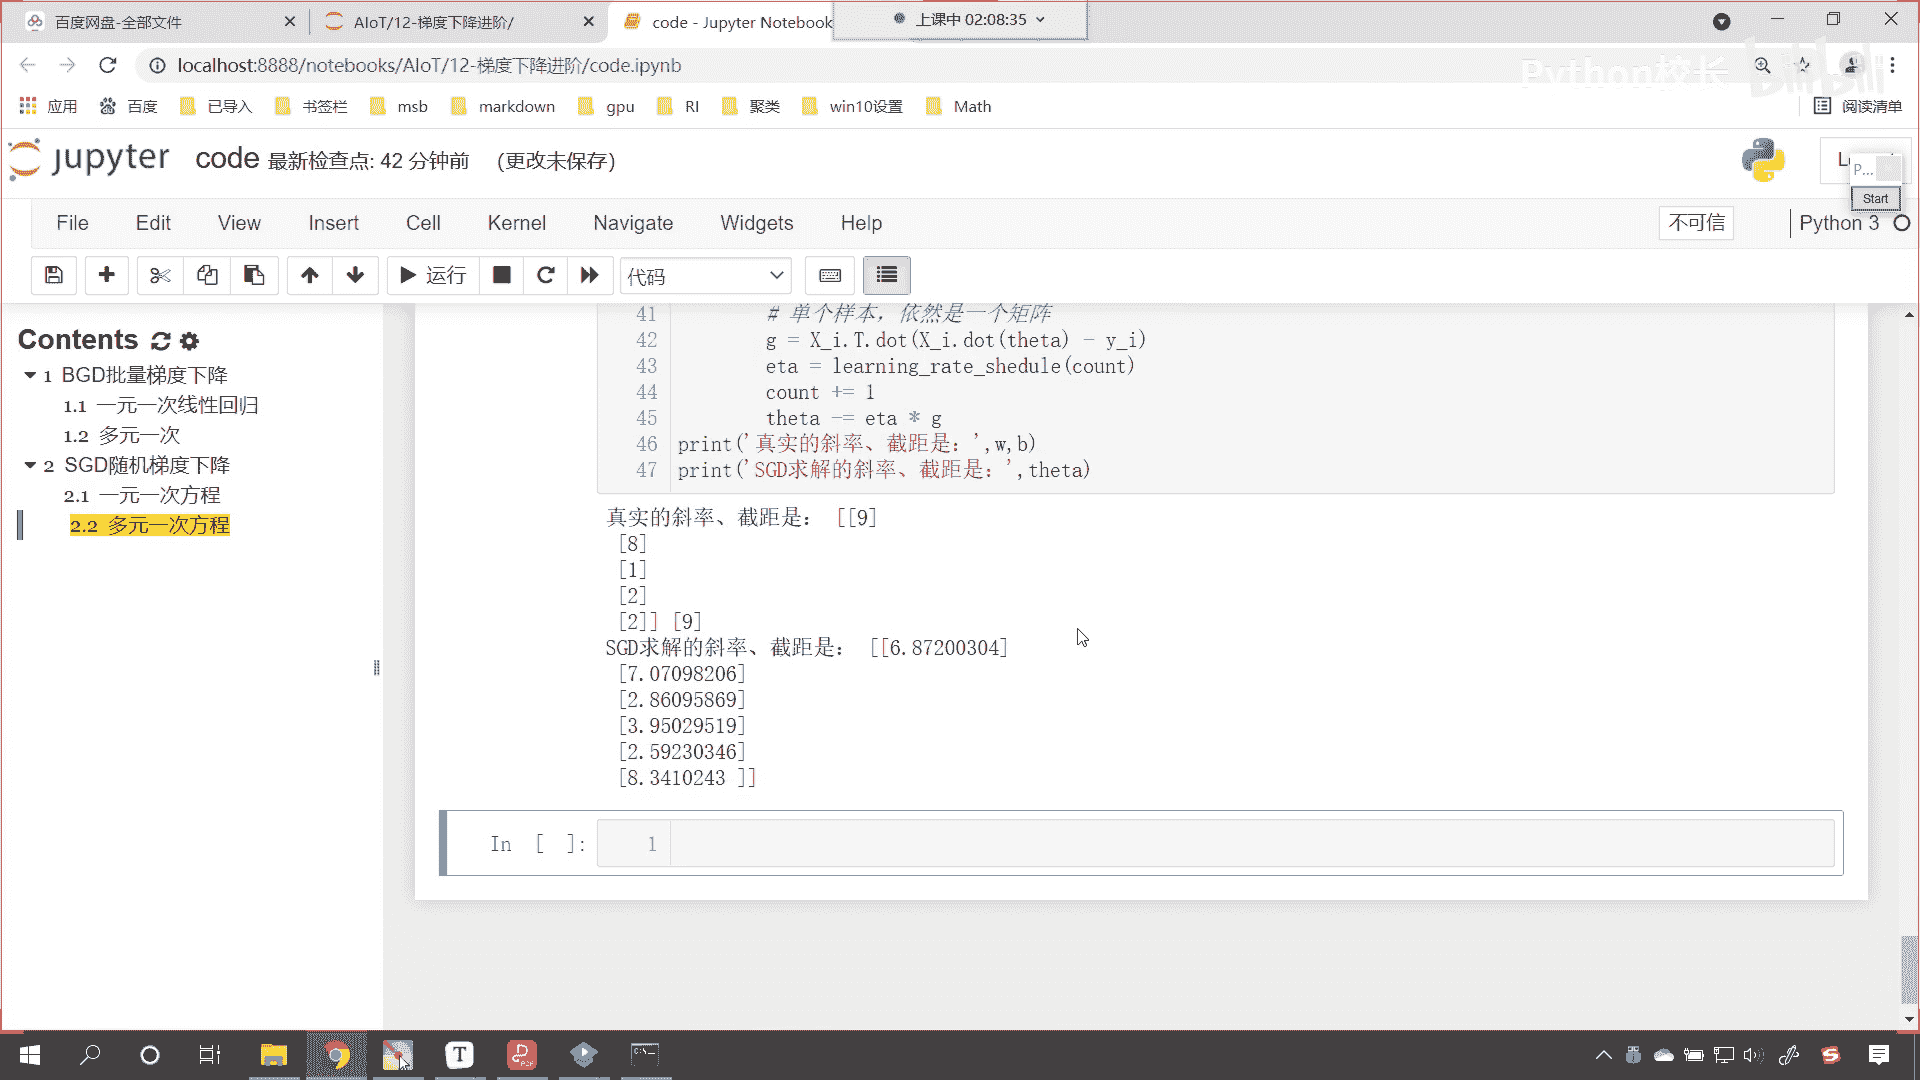 百度网盘-全部文件
AIoT/12-梯度下降进阶/
code - Jupyter Notebook
上课中 02:08:35
localhost:8888/notebooks/AIoT/12-梯度下降进阶/code.ipynb
Python校长
bilibili
应用 百度 已导入 书签栏 msb markdown gpu RI 聚类 win10设置 Math 阅读清单
jupyter code 最新检查点: 42 分钟前 (更改未保存)
P...
Start
File Edit View Insert Cell Kernel Navigate Widgets Help 不可信 Python 3
运行 代码
Contents
1 BGD批量梯度下降
1.1 一元一次线性回归
1.2 多元一次
2 SGD随机梯度下降
2.1 一元一次方程
2.2 多元一次方程
41 # 单个样本，依然是一个矩阵
42 g = X_i.T.dot(X_i.dot(theta) - y_i)
43 eta = learning_rate_shedule(count)
44 count += 1
45 theta -= eta * g
46 print('真实的斜率、截距是：',w,b)
47 print('SGD求解的斜率、截距是：',theta)
真实的斜率、截距是： [[9]
[8]
[1]
[2]
[2]] [9]
SGD求解的斜率、截距是： [[6.87200304]
[7.07098206]
[2.86095869]
[3.95029519]
[2.59230346]
[8.3410243 ]]
In [ ]: 1